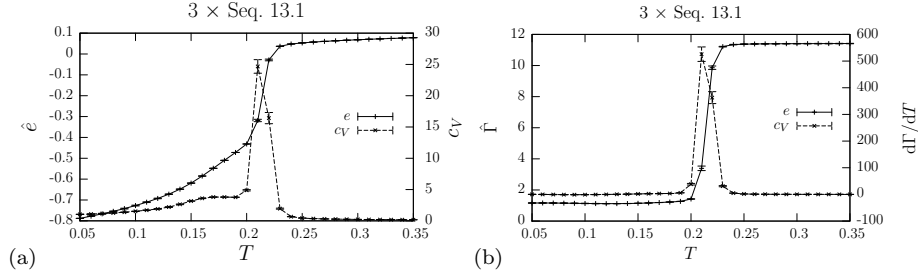 3 × Seq. 13.1
0.1
0
-0.1
-0.2
-0.3
-0.4
-0.5
-0.6
-0.7
-0.8
ê
30
25
20
15
10
5
0
c_V
e
c_V
0.05 0.1 0.15 0.2 0.25 0.3 0.35
T
(a)
3 × Seq. 13.1
12
10
8
6
4
2
0
Γ̂
600
500
400
300
200
100
0
-100
dΓ/dT
e
c_V
0.05 0.1 0.15 0.2 0.25 0.3 0.35
T
(b)